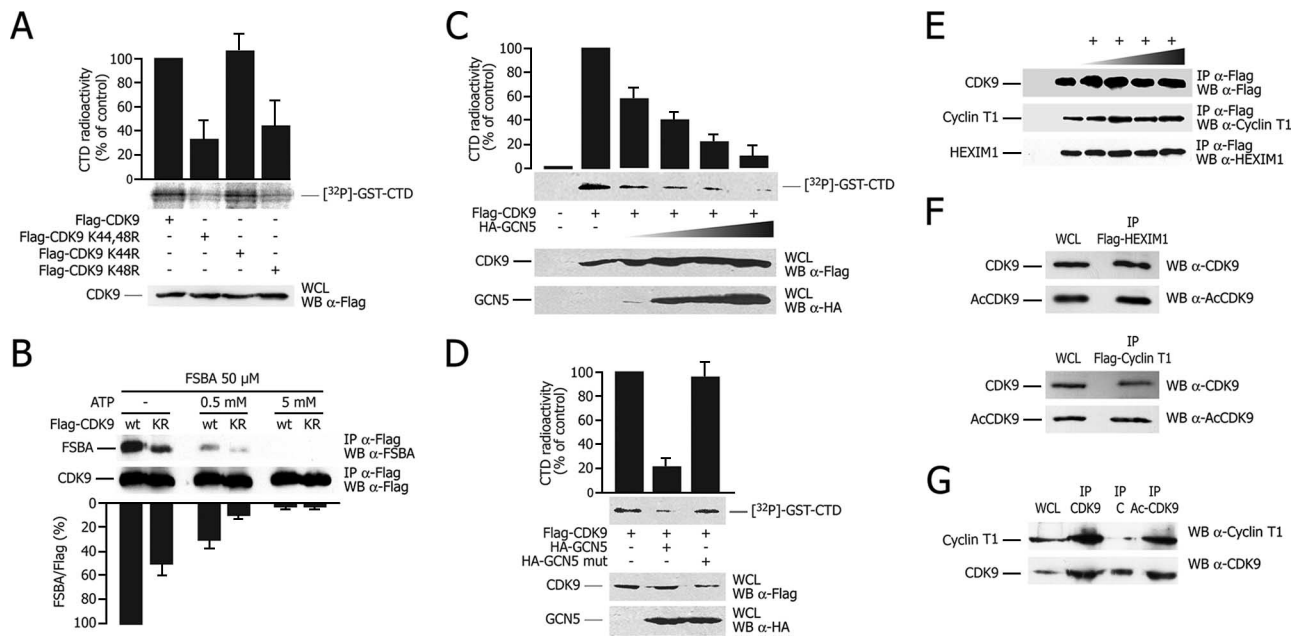 A
CTD radioactivity
(% of control)
100
80
60
40
20
0
[³²P]-GST-CTD
Flag-CDK9 + - - -
Flag-CDK9 K44,48R - + - -
Flag-CDK9 K44R - - + -
Flag-CDK9 K48R - - - +
CDK9
WCL
WB α-Flag
B
FSBA 50 µM
ATP - 0.5 mM 5 mM
Flag-CDK9 wt KR wt KR wt KR
FSBA
IP α-Flag
WB α-FSBA
CDK9
IP α-Flag
WB α-Flag
FSBA/Flag (%)
0
20
40
60
80
100
C
CTD radioactivity
(% of control)
100
80
60
40
20
0
[³²P]-GST-CTD
Flag-CDK9 - + + + + +
HA-GCN5 - -
CDK9
WCL
WB α-Flag
GCN5
WCL
WB α-HA
D
CTD radioactivity
(% of control)
100
80
60
40
20
0
[³²P]-GST-CTD
Flag-CDK9 + + +
HA-GCN5 - + -
HA-GCN5 mut - - +
CDK9
WCL
WB α-Flag
GCN5
WCL
WB α-HA
E
+ + + +
CDK9
IP α-Flag
WB α-Flag
Cyclin T1
IP α-Flag
WB α-Cyclin T1
HEXIM1
IP α-Flag
WB α-HEXIM1
F
WCL
IP
Flag-HEXIM1
CDK9
WB α-CDK9
AcCDK9
WB α-AcCDK9
WCL
IP
Flag-Cyclin T1
CDK9
WB α-CDK9
AcCDK9
WB α-AcCDK9
G
WCL
IP
CDK9
IP
C
IP
Ac-CDK9
Cyclin T1
WB α-Cyclin T1
CDK9
WB α-CDK9